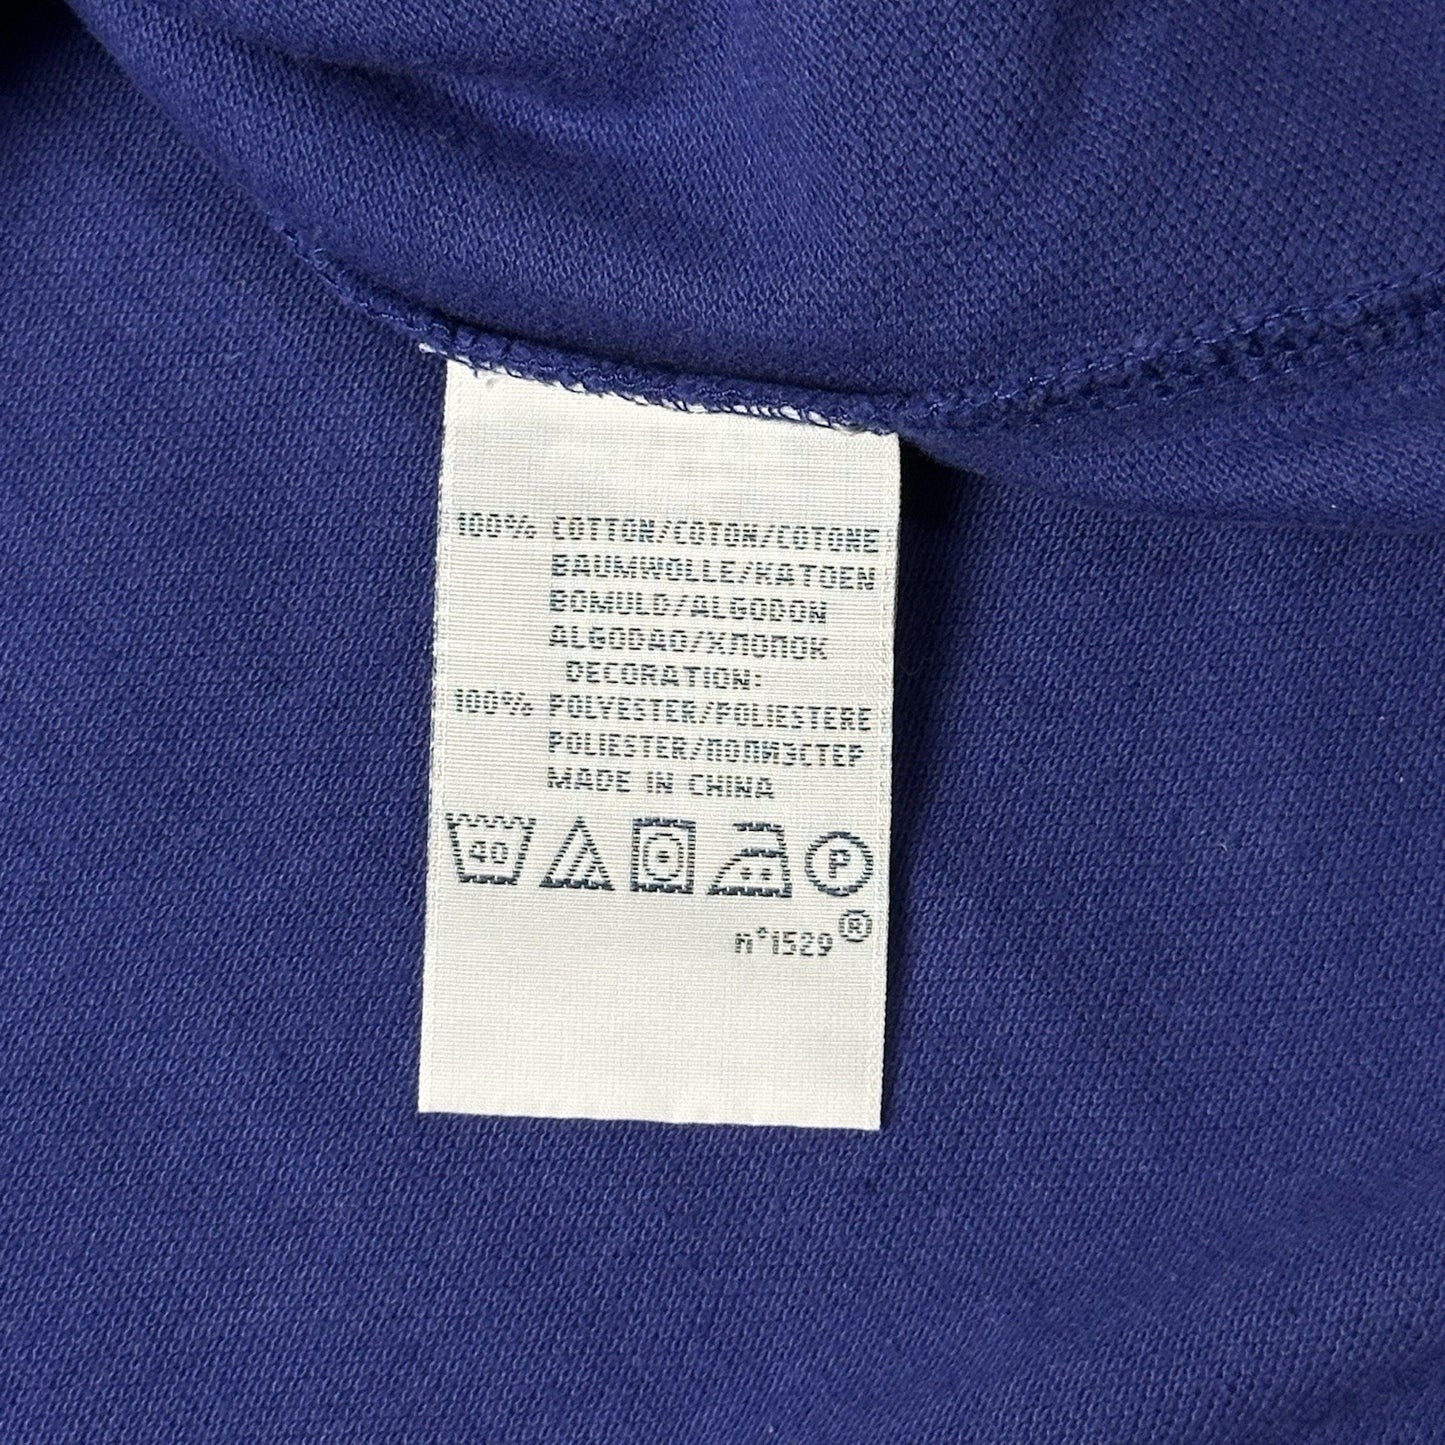 100% COTTON/COTON/COTONE
BAUMWOLLE/KATOEN
BOMULD/ALGODON
ALGODAO/ХЛОПОК
DECORATION:
100% POLYESTER/POLIESTERE
POLIESTER/ПОЛИЭСТЕР
MADE IN CHINA
40 P
n°1529 ®